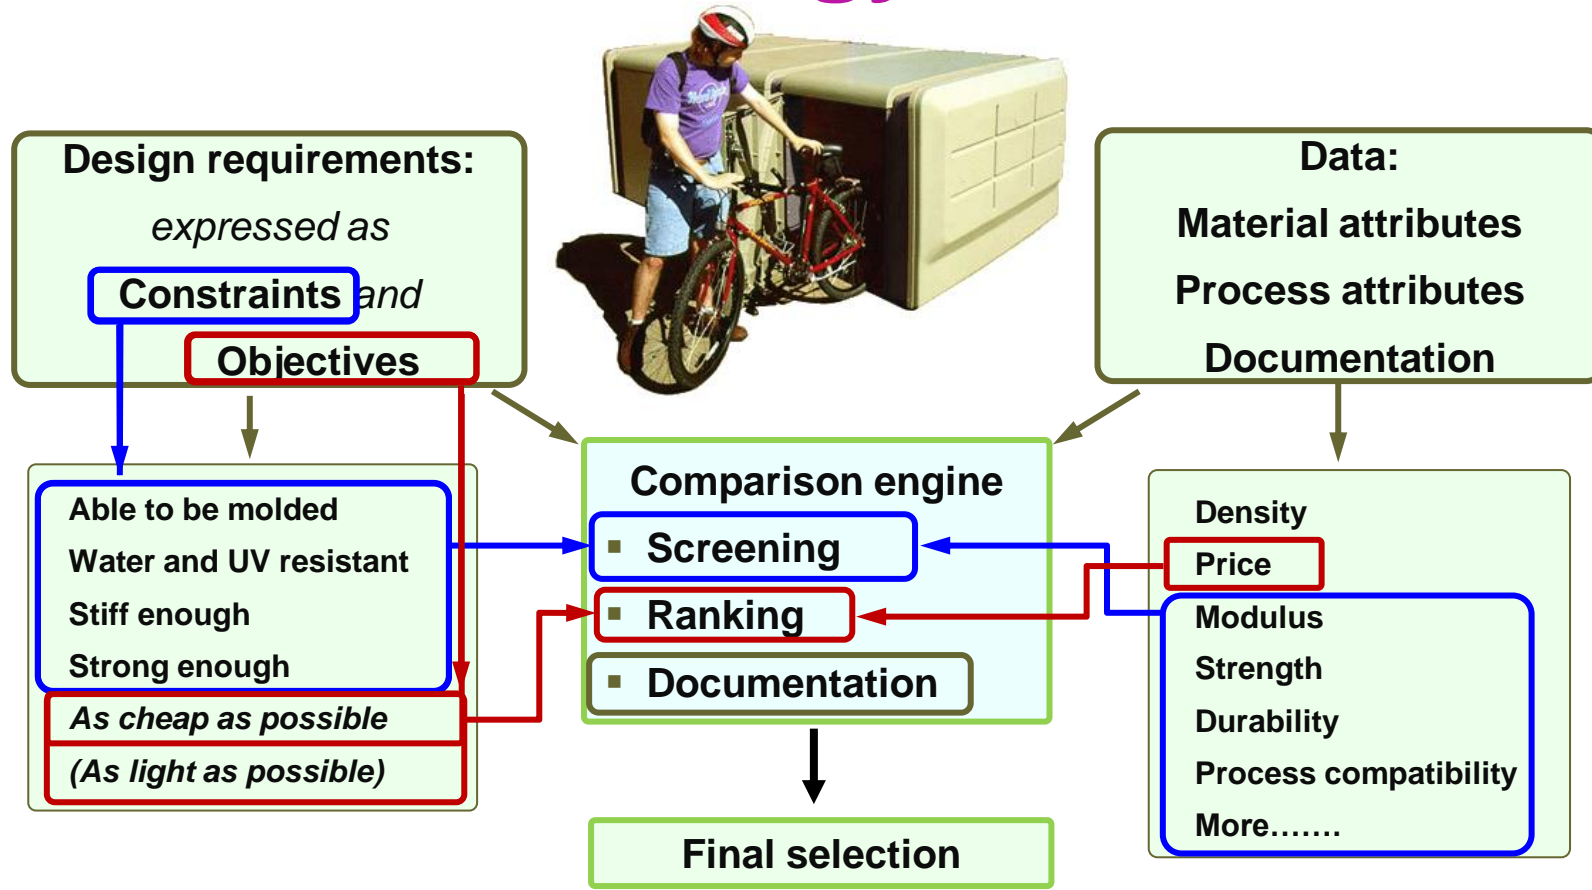 Design requirements:
expressed as
Constraints and
Objectives
Data:
Material attributes
Process attributes
Documentation
Able to be molded
Water and UV resistant
Stiff enough
Strong enough
As cheap as possible
(As light as possible)
Comparison engine
▪ Screening
▪ Ranking
▪ Documentation
Density
Price
Modulus
Strength
Durability
Process compatibility
More.......
Final selection